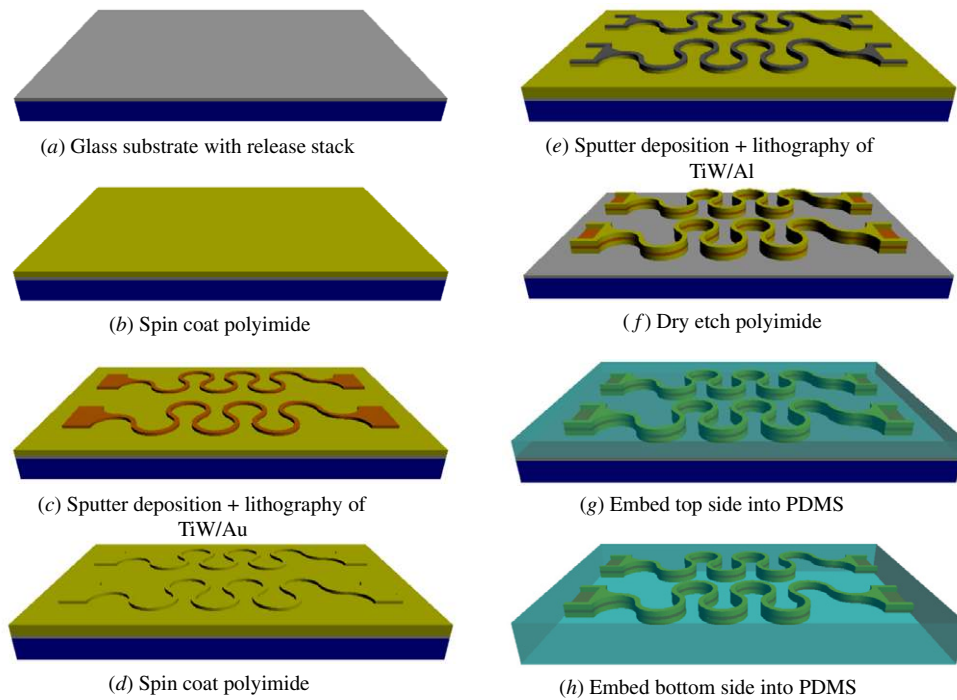 (a) Glass substrate with release stack
(b) Spin coat polyimide
(c) Sputter deposition + lithography of
TiW/Au
(d) Spin coat polyimide
(e) Sputter deposition + lithography of
TiW/Al
(f) Dry etch polyimide
(g) Embed top side into PDMS
(h) Embed bottom side into PDMS